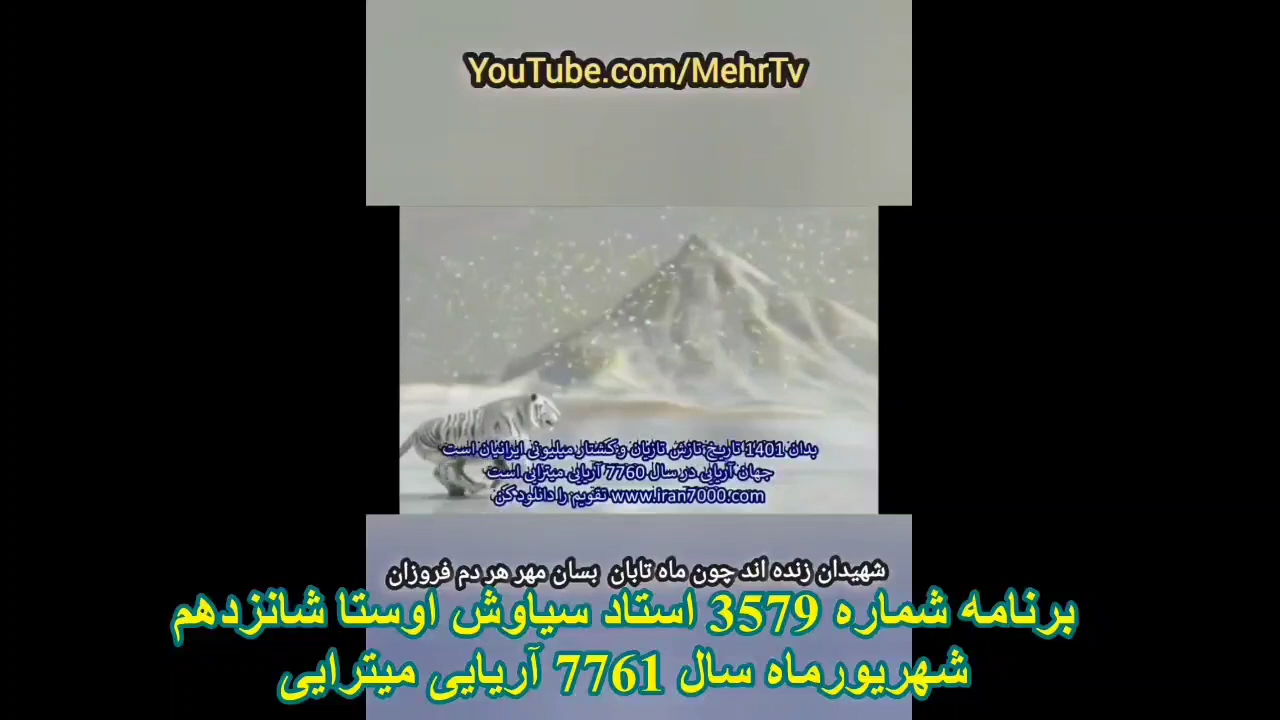 YouTube.com/MehrTv
بدان 1401 تاریخ تازش تازیان و کشتار میلیونی ایرانیان است
جهان آریایی در سال 7760 آریایی میترایی است
www.iran7000.com تقویم را دانلود کن
شهیدان زنده اند چون ماه تابان بسان مهر هر دم فروزان
برنامه شماره 3579 استاد سیاوش اوستا شانزدهم
شهریورماه سال 7761 آریایی میترایی